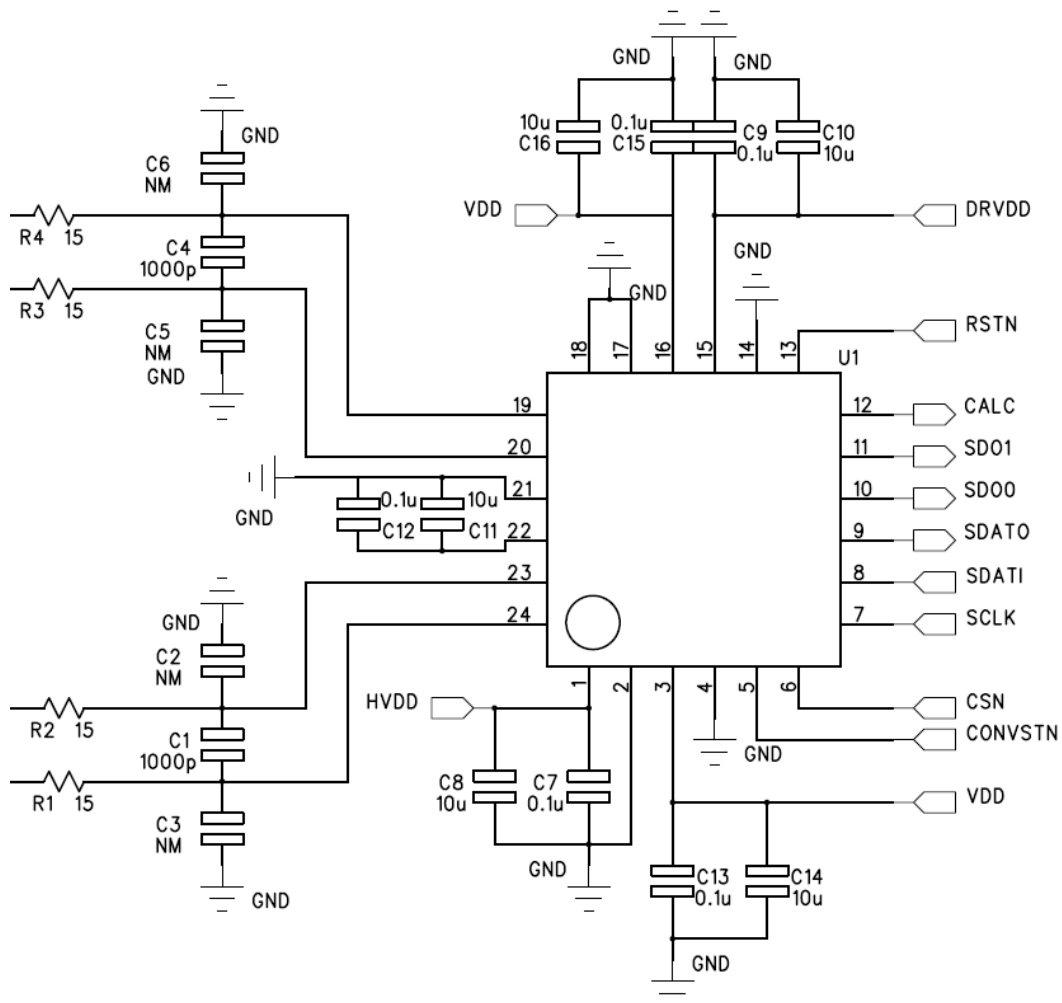 GND
GND
10u
C16
0.1u
C15
C9
0.1u
C10
10u
GND
C6
NM
VDD
DRVDD
R4
15
C4
1000p
GND
R3
15
GND
C5
NM
GND
RSTN
18
17
16
15
14
13
U1
19
12
CALC
20
11
SDO1
GND
0.1u
C12
10u
C11
21
10
SDO0
22
9
SDATO
23
8
SDATI
24
7
SCLK
GND
C2
NM
1
2
3
4
5
6
HVDD
CSN
R2
15
C1
1000p
GND
CONVSTN
R1
15
C8
10u
C7
0.1u
VDD
C3
NM
GND
GND
C13
0.1u
C14
10u
GND